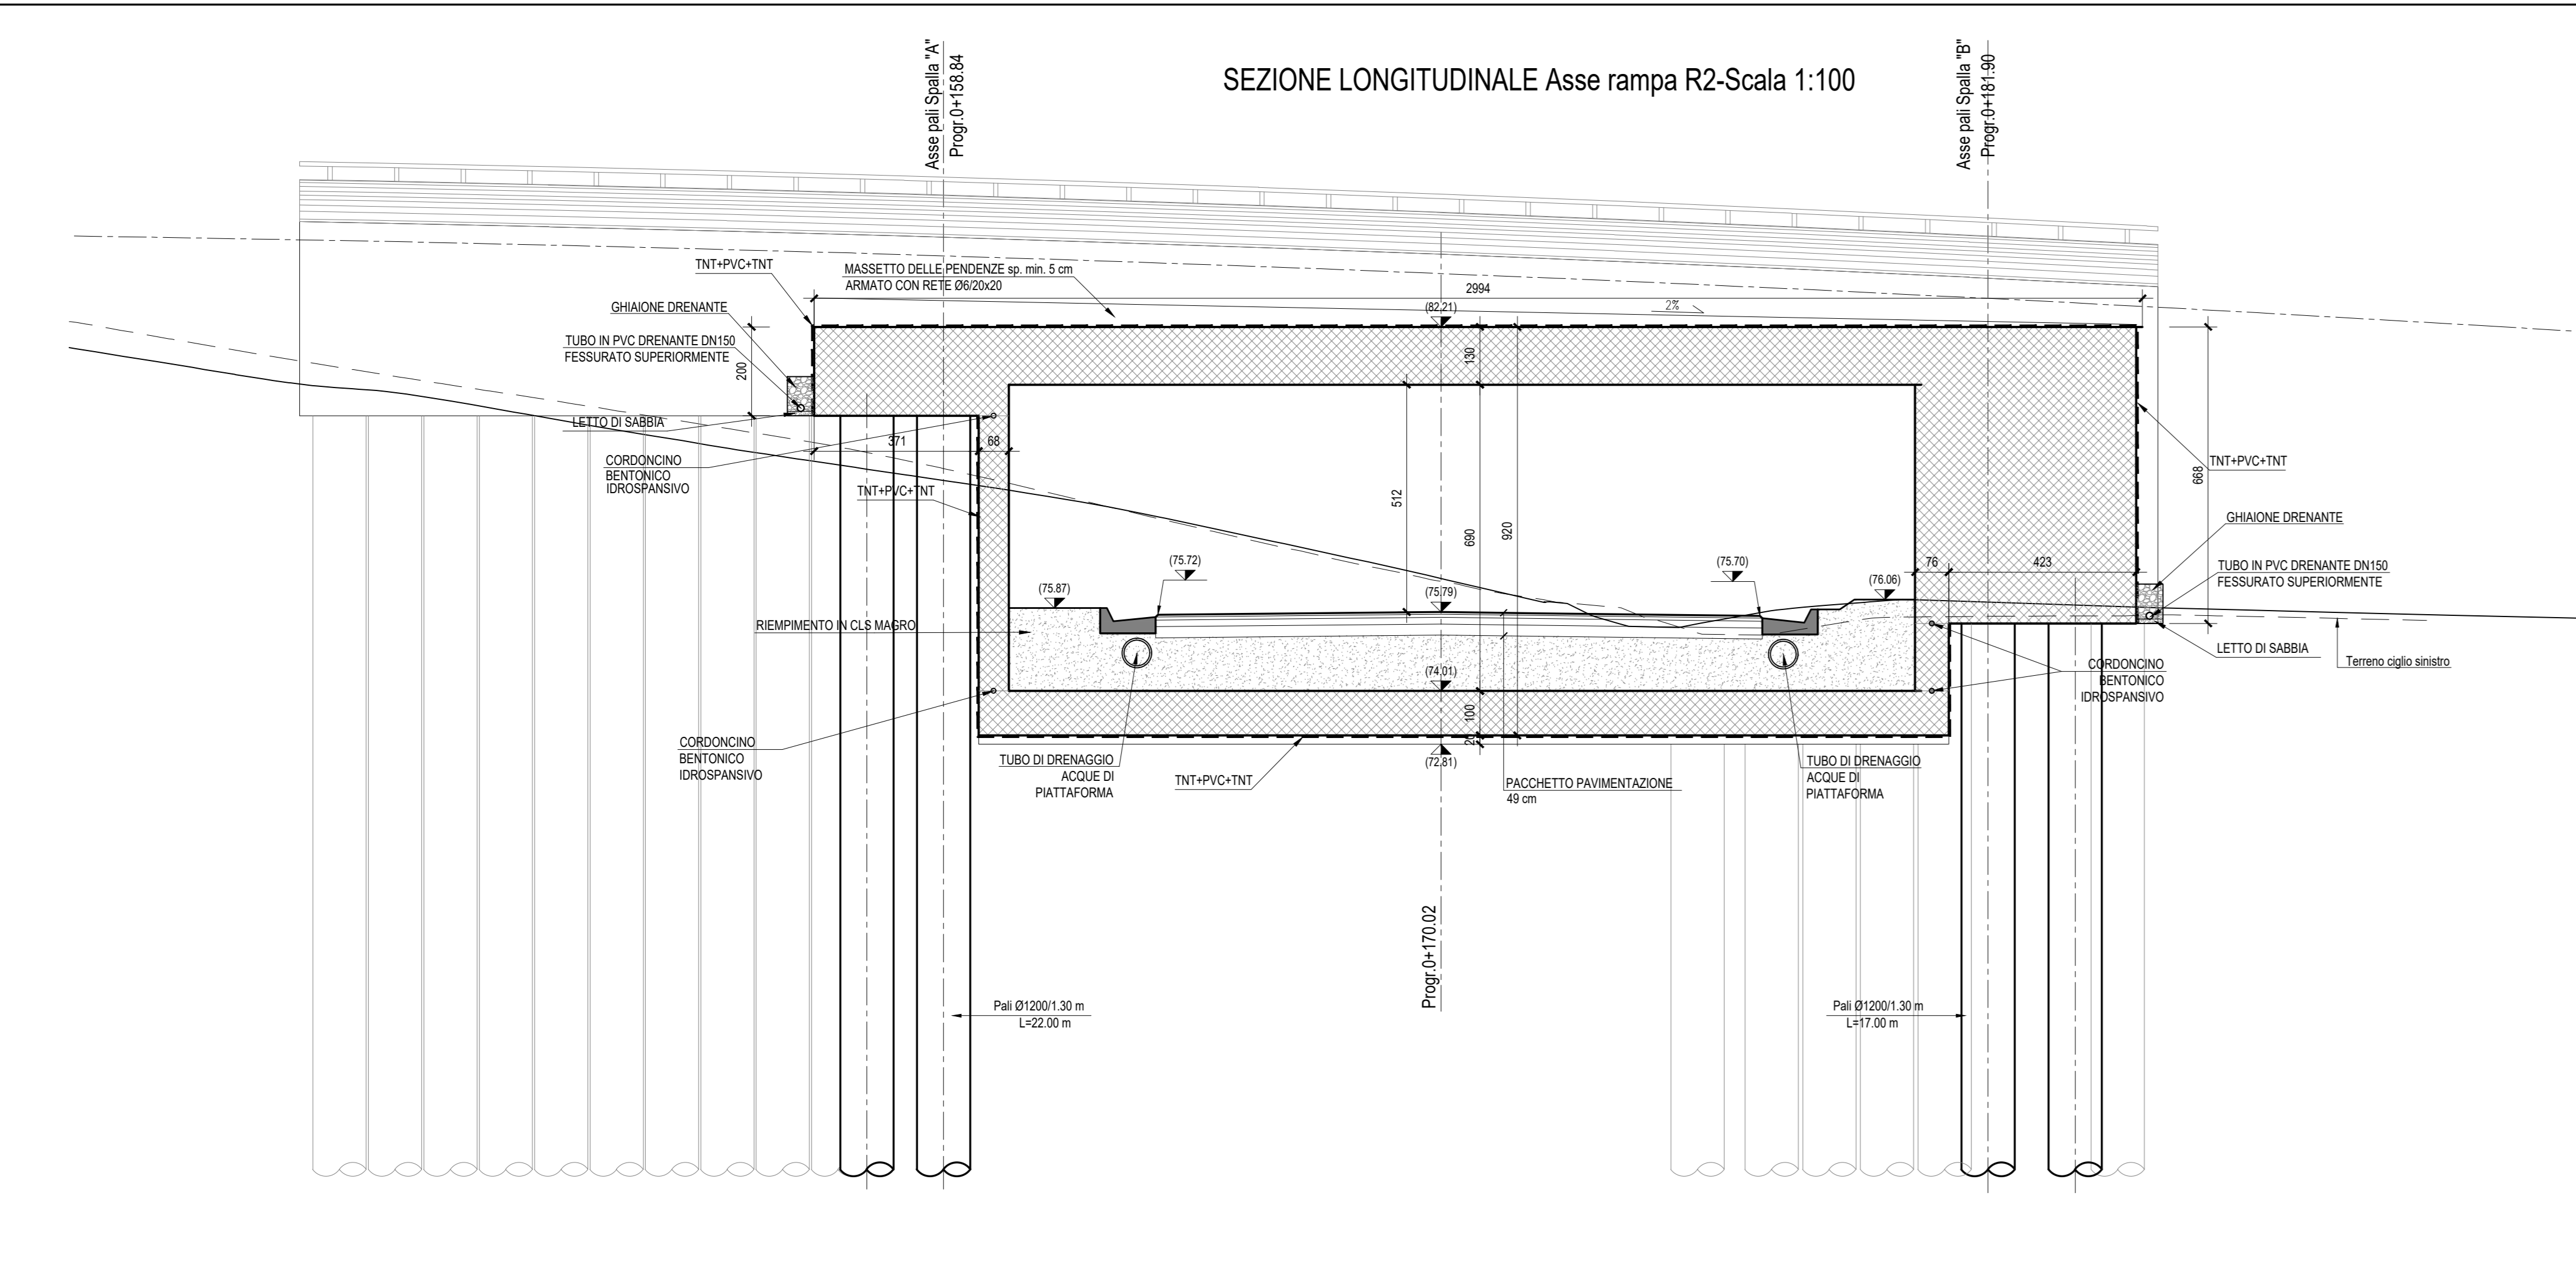 SEZIONE LONGITUDINALE Asse rampa R2-Scala 1:100
Asse pali Spalla "A"
Progr.0+158.84
Asse pali Spalla "B"
Progr.0+181.90
TNT+PVC+TNT
MASSETTO DELLE PENDENZE sp. min. 5 cm
ARMATO CON RETE Ø6/20x20
2994
2%
(82.21)
GHIAIONE DRENANTE
TUBO IN PVC DRENANTE DN150
FESSURATO SUPERIORMENTE
200
130
LETTO DI SABBIA
371
68
CORDONCINO
BENTONICO
IDROSPANSIVO
TNT+PVC+TNT
512
690
920
668
TNT+PVC+TNT
GHIAIONE DRENANTE
TUBO IN PVC DRENANTE DN150
FESSURATO SUPERIORMENTE
76
423
(75.87)
(75.72)
(75.79)
(75.70)
(76.06)
RIEMPIMENTO IN CLS MAGRO
LETTO DI SABBIA
Terreno ciglio sinistro
CORDONCINO
BENTONICO
IDROSPANSIVO
(74.01)
100
20
(72.81)
CORDONCINO
BENTONICO
IDROSPANSIVO
TUBO DI DRENAGGIO
ACQUE DI
PIATTAFORMA
TNT+PVC+TNT
PACCHETTO PAVIMENTAZIONE
49 cm
TUBO DI DRENAGGIO
ACQUE DI
PIATTAFORMA
Progr.0+170.02
Pali Ø1200/1.30 m
L=22.00 m
Pali Ø1200/1.30 m
L=17.00 m